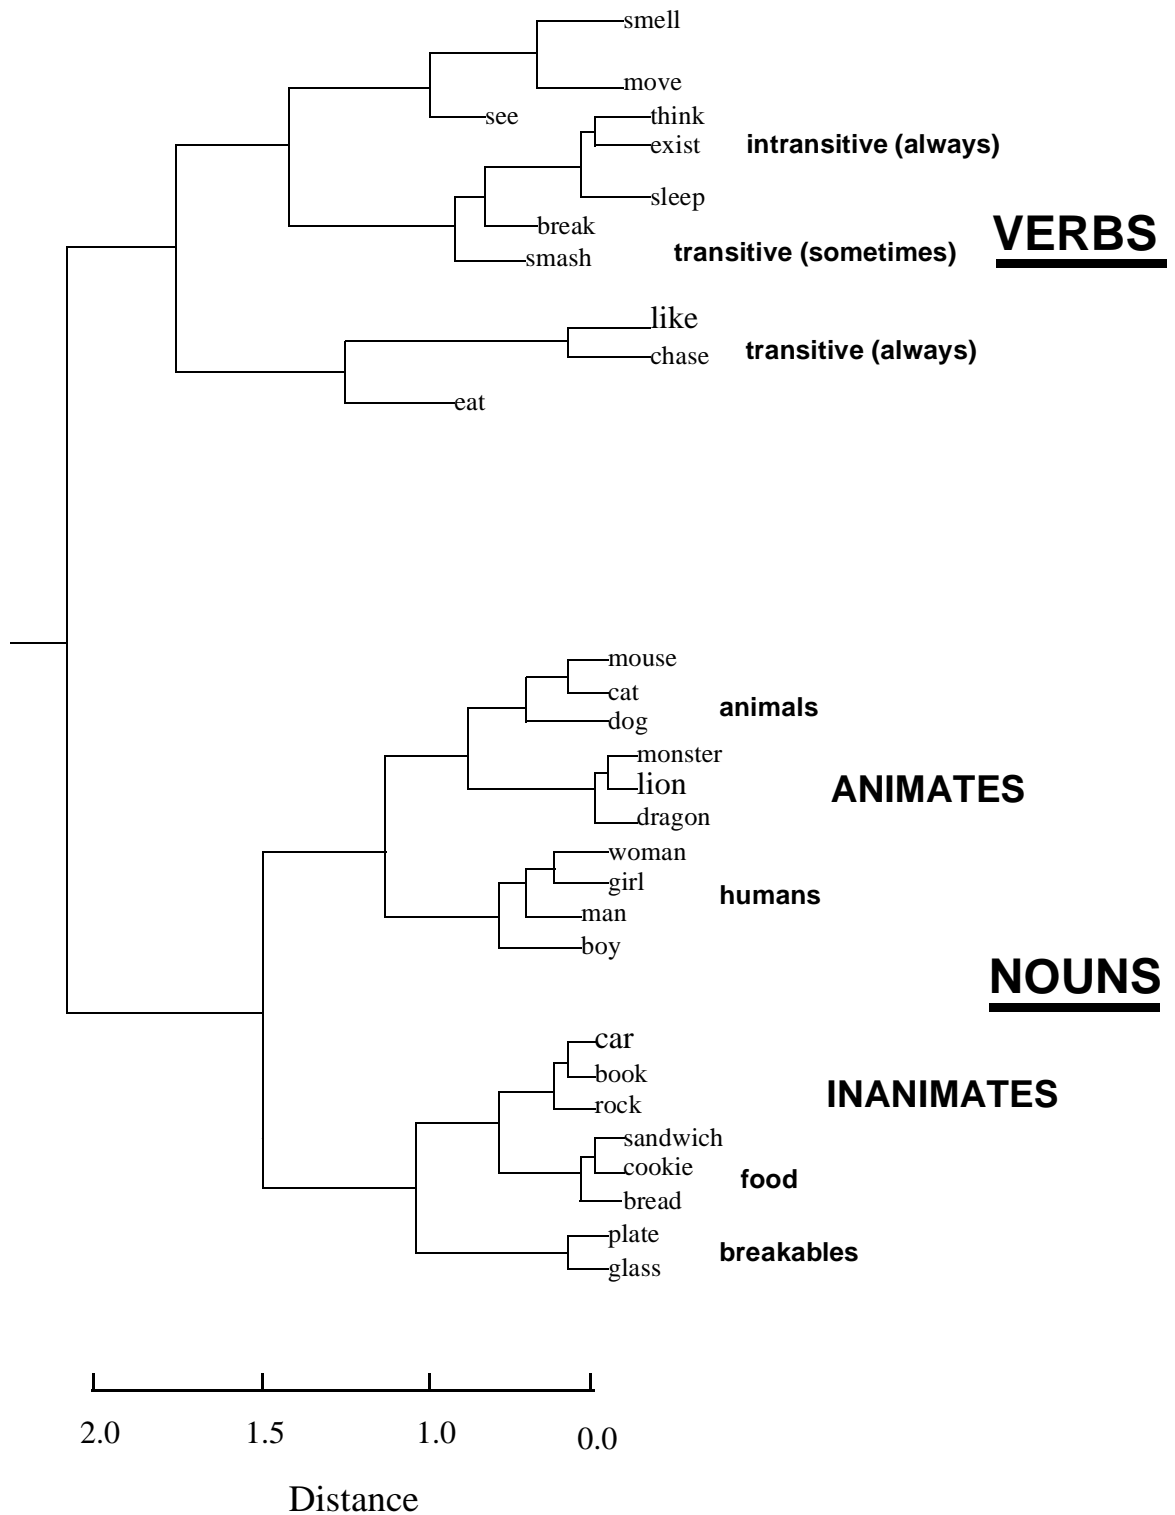 smell
move
see
think
exist
intransitive (always)
sleep
break
VERBS
smash
transitive (sometimes)
like
chase
transitive (always)
eat
mouse
cat
animals
dog
monster
lion
ANIMATES
dragon
woman
girl
humans
man
boy
NOUNS
car
book
INANIMATES
rock
sandwich
cookie
food
bread
plate
breakables
glass
2.0 1.5 1.0 0.0
Distance